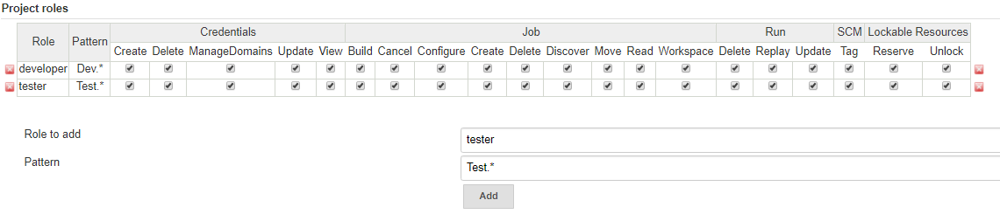 Project roles
Role Pattern Credentials Job Run SCM Lockable Resources
Create Delete ManageDomains Update View Build Cancel Configure Create Delete Discover Move Read Workspace Delete Replay Update Tag Reserve Unlock
developer Dev.*
tester Test.*
Role to add tester
Pattern Test.*
Add